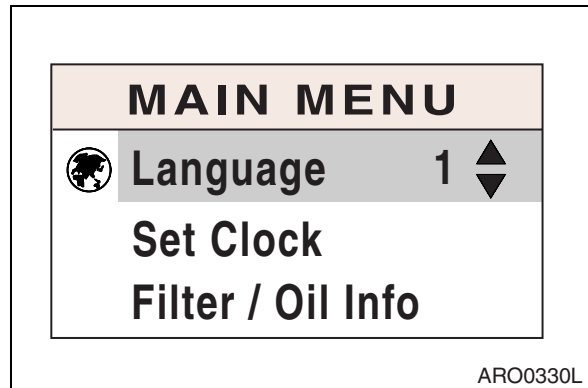 MAIN MENU
Language 1
Set Clock
Filter / Oil Info
ARO0330L